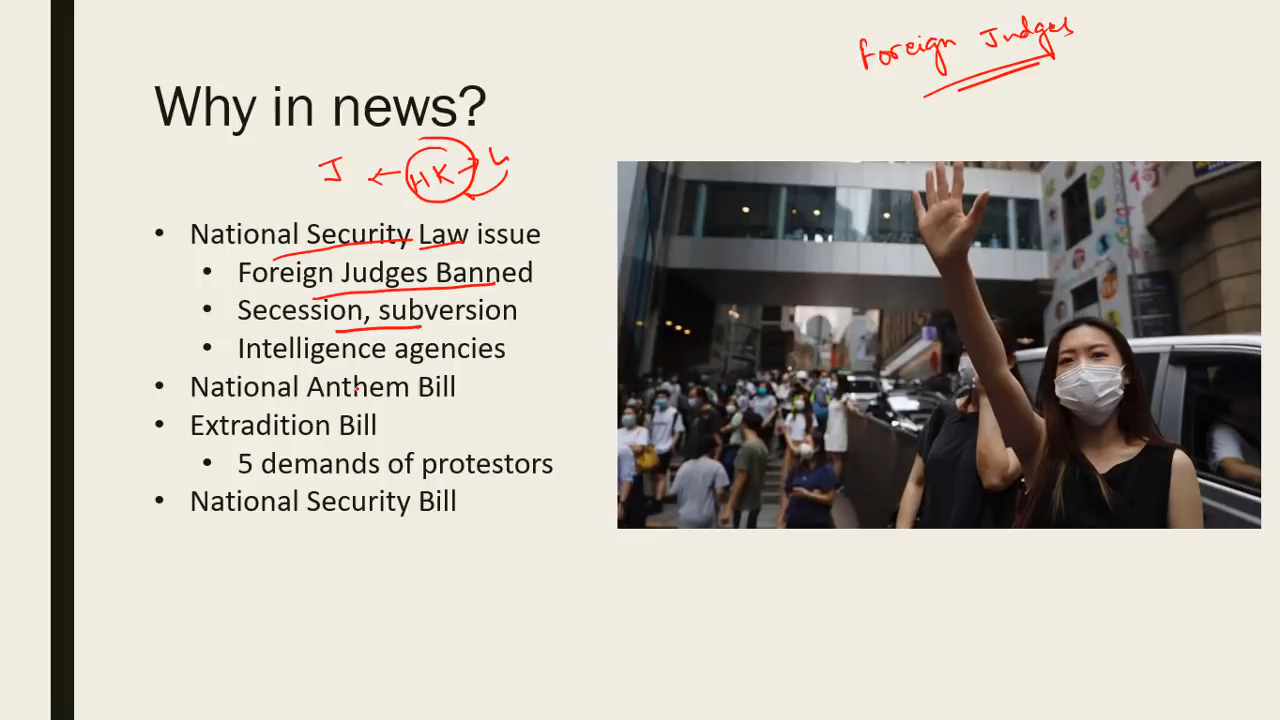 Foreign Judges
Why in news?
J ← HK → L
• National Security Law issue
• Foreign Judges Banned
• Secession, subversion
• Intelligence agencies
• National Anthem Bill
• Extradition Bill
• 5 demands of protestors
• National Security Bill
何